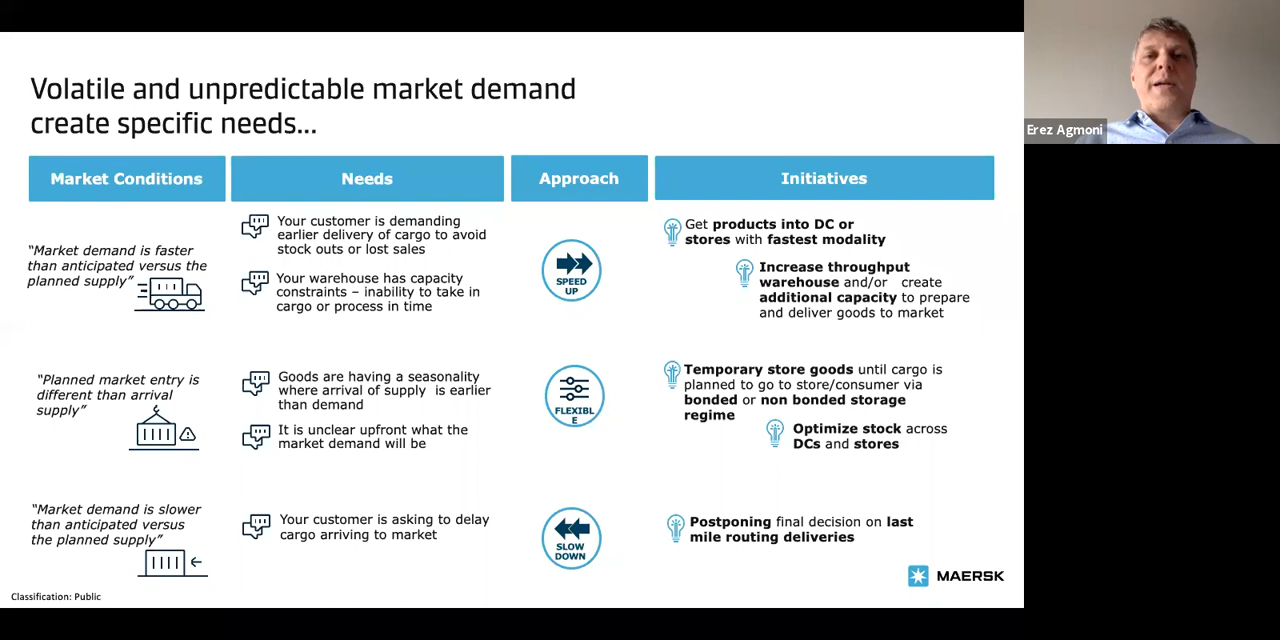 Volatile and unpredictable market demand
create specific needs...
Erez Agmoni
Market Conditions
Needs
Approach
Initiatives
“Market demand is faster
than anticipated versus the
planned supply”
Your customer is demanding
earlier delivery of cargo to avoid
stock outs or lost sales
Your warehouse has capacity
constraints – inability to take in
cargo or process in time
SPEED
UP
Get products into DC or
stores with fastest modality
Increase throughput
warehouse and/or create
additional capacity to prepare
and deliver goods to market
“Planned market entry is
different than arrival
supply”
Goods are having a seasonality
where arrival of supply is earlier
than demand
It is unclear upfront what the
market demand will be
FLEXIBL
E
Temporary store goods until cargo is
planned to go to store/consumer via
bonded or non bonded storage
regime
Optimize stock across
DCs and stores
“Market demand is slower
than anticipated versus
the planned supply”
Your customer is asking to delay
cargo arriving to market
SLOW
DOWN
Postponing final decision on last
mile routing deliveries
MAERSK
Classification: Public